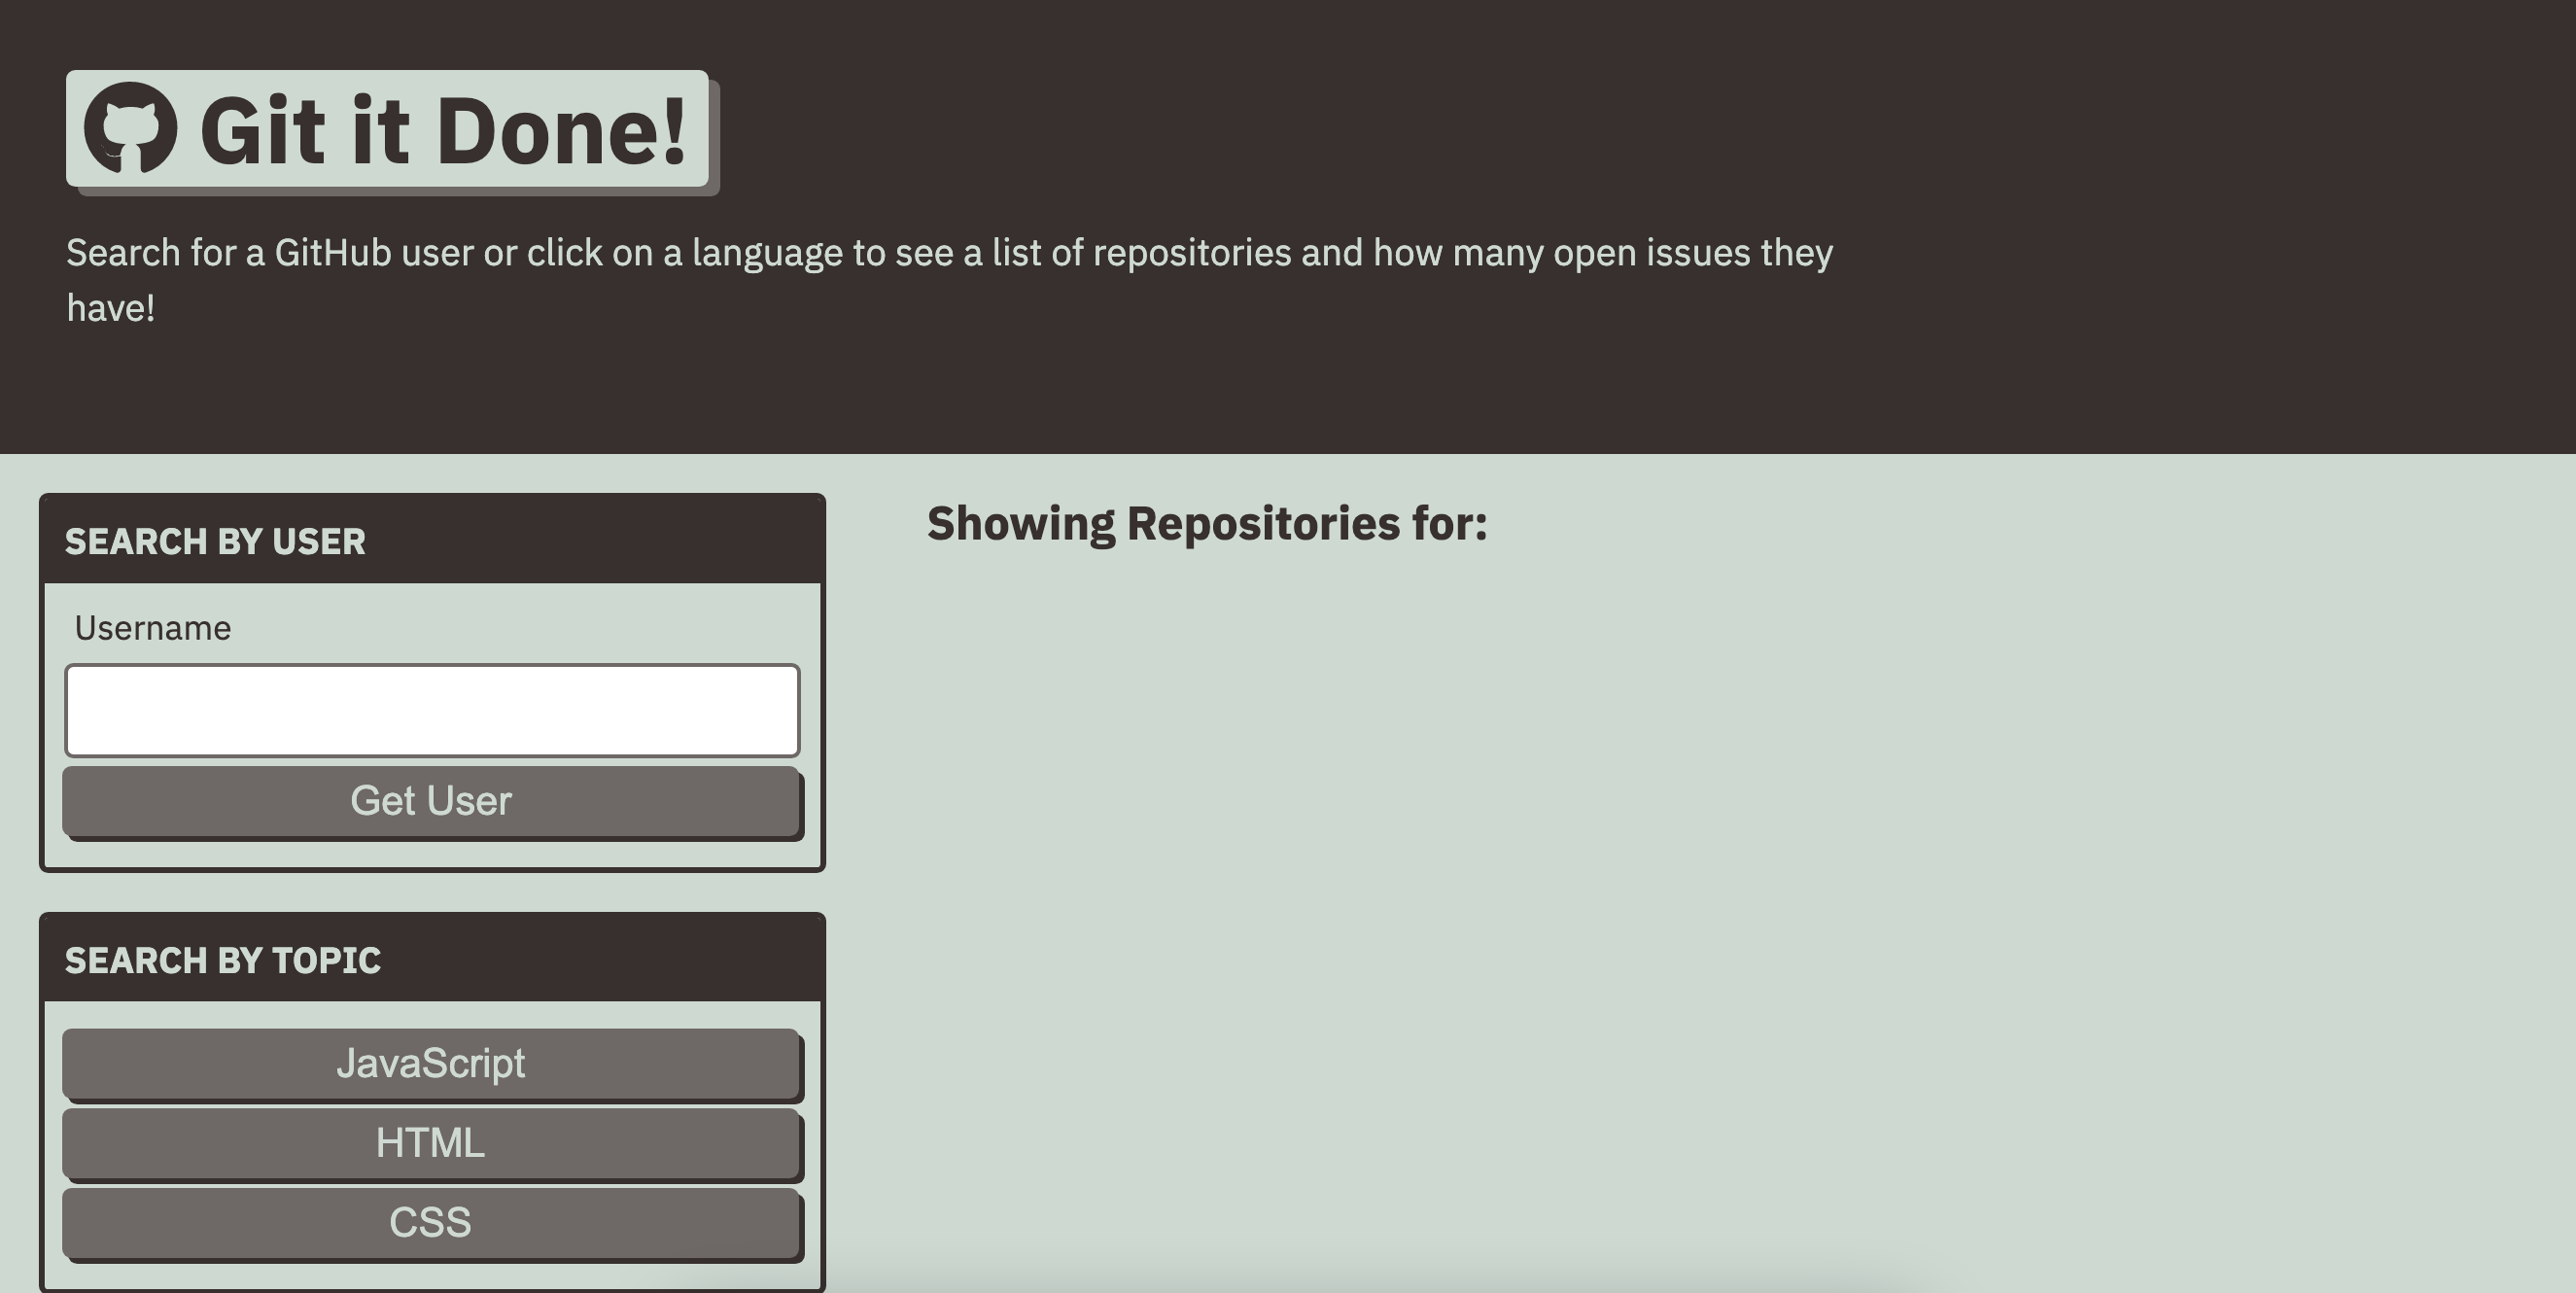 Git it Done!
Search for a GitHub user or click on a language to see a list of repositories and how many open issues they
have!
SEARCH BY USER
Username
Get User
SEARCH BY TOPIC
JavaScript
HTML
CSS
Showing Repositories for: